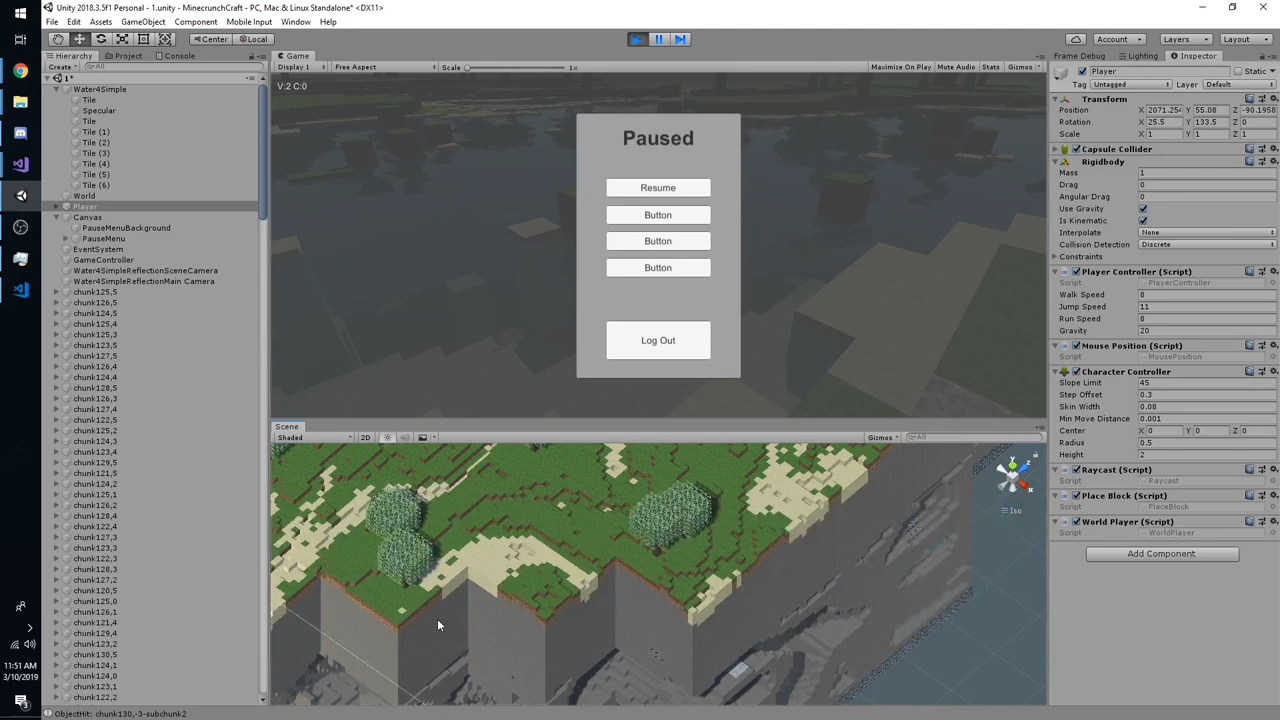 Unity 2018.3.5f1 Personal - 1.unity - MinecrunchCraft - PC, Mac & Linux Standalone* <DX11>
File Edit Assets GameObject Component Mobile Input Window Help
Center Local Account Layers Layout
Hierarchy Project Console
Create All
1*
Water4Simple
Tile
Specular
Tile
Tile (1)
Tile (2)
Tile (3)
Tile (4)
Tile (5)
Tile (6)
World
Player
Canvas
PauseMenuBackground
PauseMenu
EventSystem
GameController
Water4SimpleReflectionSceneCamera
Water4SimpleReflectionMain Camera
chunk125,5
chunk124,5
chunk126,5
chunk125,4
chunk125,3
chunk127,5
chunk126,4
chunk124,4
chunk128,5
chunk126,3
chunk127,4
chunk122,5
chunk125,2
chunk124,3
chunk123,4
chunk129,5
chunk121,5
chunk124,2
chunk125,1
chunk126,2
chunk128,4
chunk122,4
chunk127,3
chunk123,3
chunk122,3
chunk128,3
chunk127,2
chunk120,5
chunk125,0
chunk126,1
chunk121,4
chunk129,4
chunk123,2
chunk130,5
chunk124,1
chunk124,0
chunk123,1
chunk122,2
Game
Display 1 Free Aspect Scale 1x Maximize On Play Mute Audio Stats Gizmos
V:2 C:0
Paused
Resume
Button
Button
Button
Log Out
Scene
Shaded 2D Gizmos All
y
z
x
Iso
Frame Debug Lighting Inspector
Player Static
Tag Untagged Layer Default
Transform
Position X 2071.254 Y 55.08 Z -90.1958
Rotation X 25.5 Y 133.5 Z 0
Scale X 1 Y 1 Z 1
Capsule Collider
Rigidbody
Mass 1
Drag 0
Angular Drag 0
Use Gravity
Is Kinematic
Interpolate None
Collision Detection Discrete
Constraints
Player Controller (Script)
Script PlayerController
Walk Speed 8
Jump Speed 11
Run Speed 8
Gravity 20
Mouse Position (Script)
Script MousePosition
Character Controller
Slope Limit 45
Step Offset 0.3
Skin Width 0.08
Min Move Distance 0.001
Center X 0 Y 0 Z 0
Radius 0.5
Height 2
Raycast (Script)
Script Raycast
Place Block (Script)
Script PlaceBlock
World Player (Script)
Script WorldPlayer
Add Component
11:51 AM
3/10/2019
3
ObjectHit: chunk130,-3-subchunk2